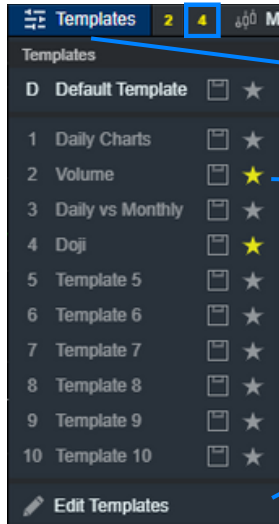 Templates 2 4 M
Templates
D Default Template
1 Daily Charts
2 Volume
3 Daily vs Monthly
4 Doji
5 Template 5
6 Template 6
7 Template 7
8 Template 8
9 Template 9
10 Template 10
Edit Templates